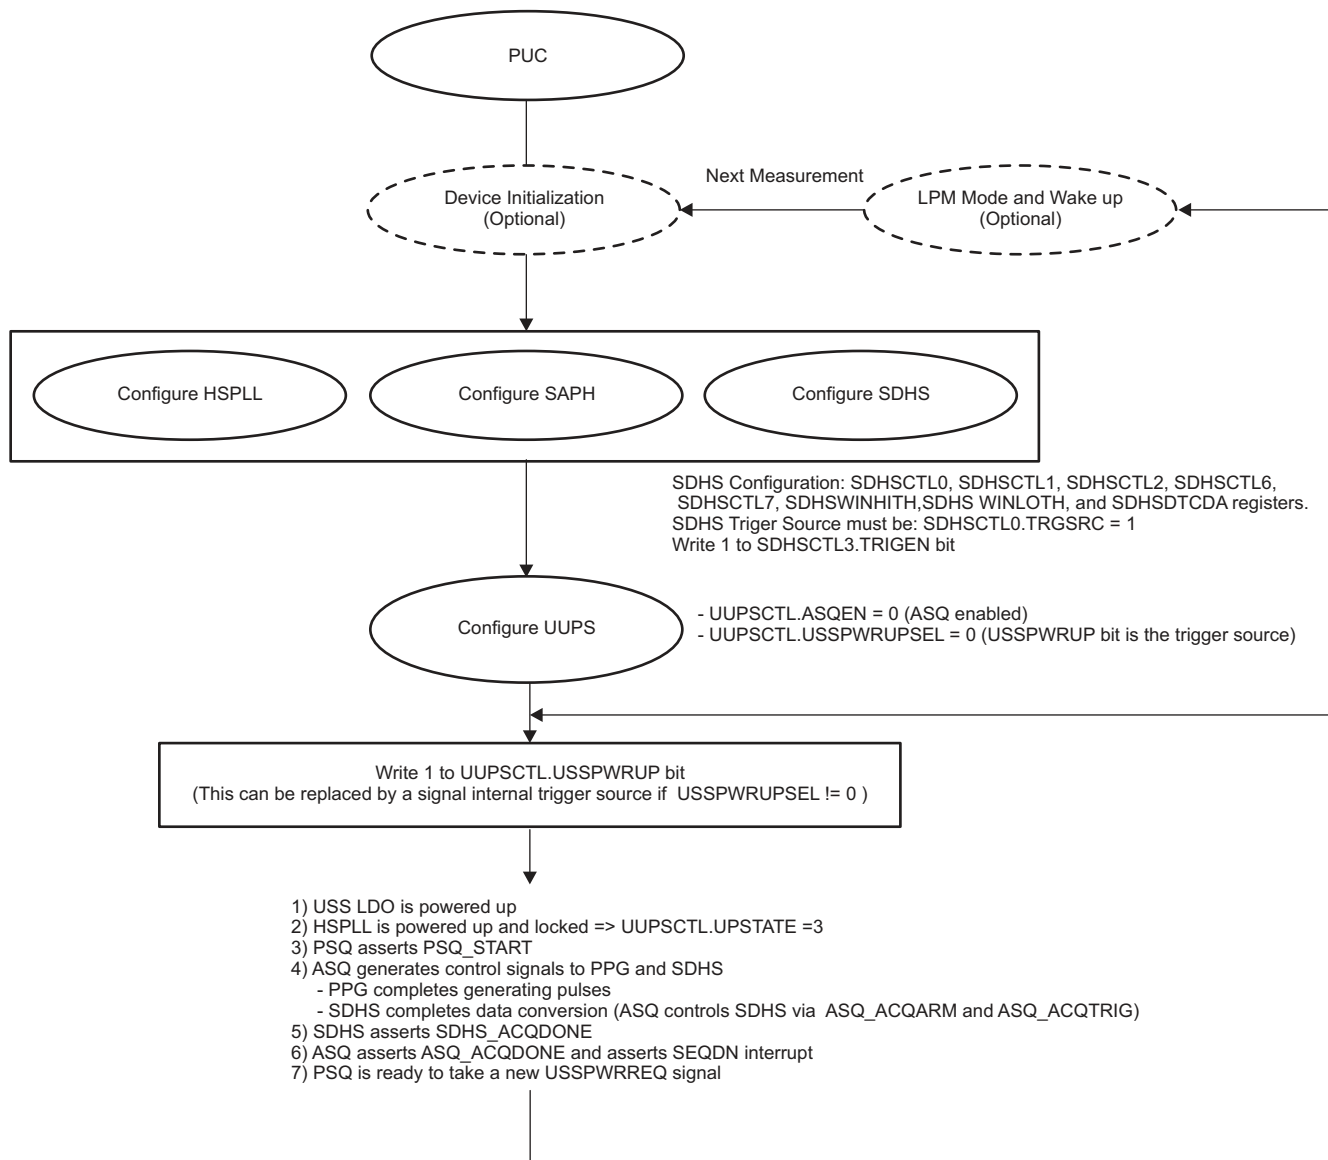 PUC
Device Initialization
(Optional)
Next Measurement
LPM Mode and Wake up
(Optional)
Configure HSPLL
Configure SAPH
Configure SDHS
SDHS Configuration: SDHSCTL0, SDHSCTL1, SDHSCTL2, SDHSCTL6,
SDHSCTL7, SDHSWINHITH,SDHS WINLOTH, and SDHSDTCDA registers.
SDHS Triger Source must be: SDHSCTL0.TRGSRC = 1
Write 1 to SDHSCTL3.TRIGEN bit
Configure UUPS
- UUPSCTL.ASQEN = 0 (ASQ enabled)
- UUPSCTL.USSPWRUPSEL = 0 (USSPWRUP bit is the trigger source)
Write 1 to UUPSCTL.USSPWRUP bit
(This can be replaced by a signal internal trigger source if USSPWRUPSEL != 0 )
1) USS LDO is powered up
2) HSPLL is powered up and locked => UUPSCTL.UPSTATE =3
3) PSQ asserts PSQ_START
4) ASQ generates control signals to PPG and SDHS
- PPG completes generating pulses
- SDHS completes data conversion (ASQ controls SDHS via ASQ_ACQARM and ASQ_ACQTRIG)
5) SDHS asserts SDHS_ACQDONE
6) ASQ asserts ASQ_ACQDONE and asserts SEQDN interrupt
7) PSQ is ready to take a new USSPWRREQ signal